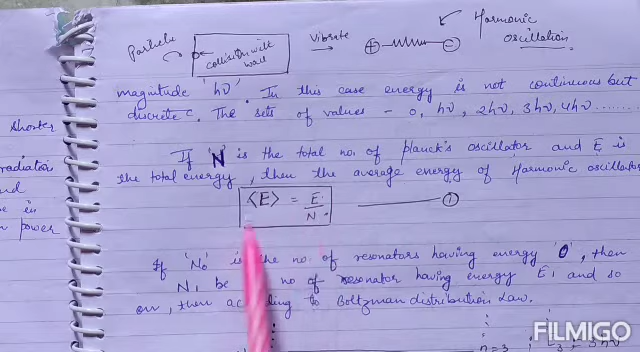 Particle
collision with wall
Vibrate
+
−
Harmonic
oscillation
magnitude 'hν'. In this case energy is not continuous but
discrete. The sets of values - 0, hν, 2hν, 3hν, 4hν ........
shorter
If 'N' is the total no. of planck's oscillator and E is
the total energy, then the average energy of Harmonic oscillator
radiation
and
<E> = E/N. ①
be in
power
If 'N₀' is the no. of resonators having energy '0', then
N₁ be no of resonator having energy E₁ and so
on, then according to Boltzman distribution law.
n=3
FILMIGO